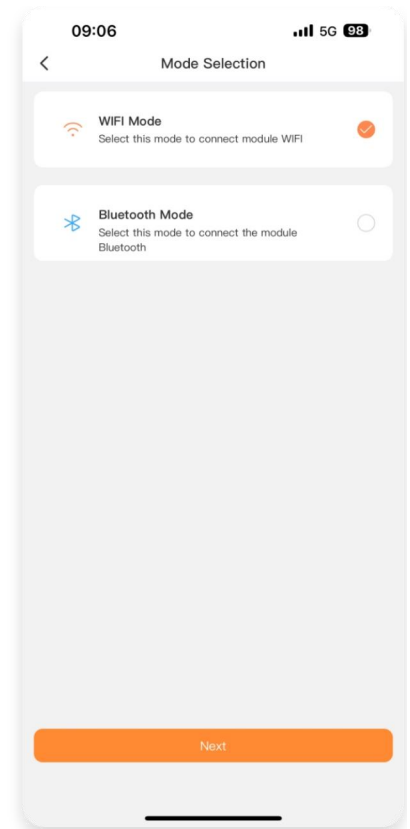 09:06
5G 98
Mode Selection
WIFI Mode
Select this mode to connect module WIFI
Bluetooth Mode
Select this mode to connect the module
Bluetooth
Next